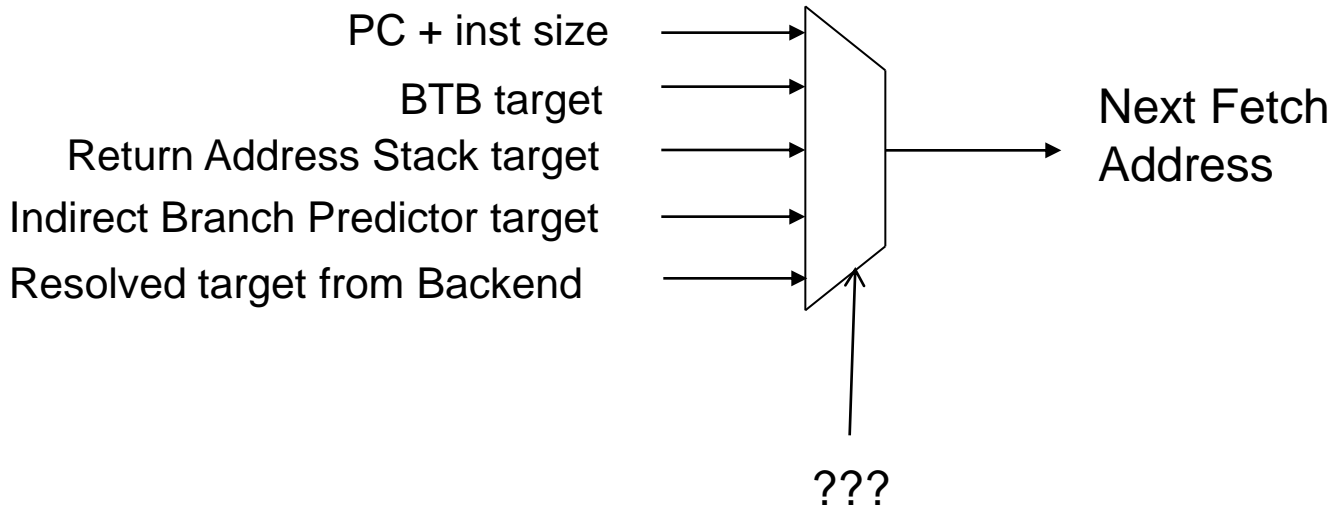 PC + inst size
BTB target
Return Address Stack target
Indirect Branch Predictor target
Resolved target from Backend
Next Fetch
Address
???